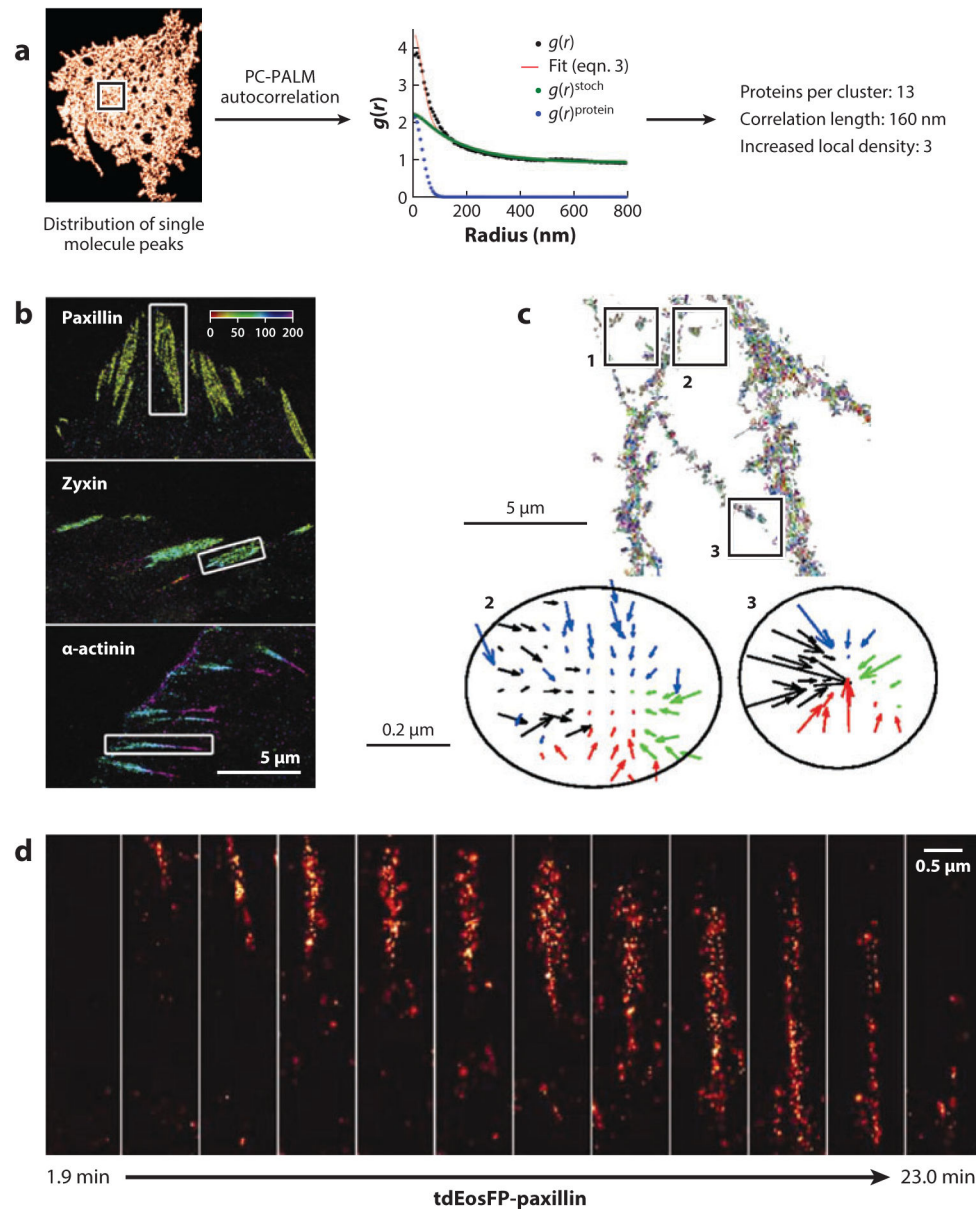 a
PC-PALM
autocorrelation
Distribution of single
molecule peaks
g(r)
4
3
2
1
0
0 200 400 600 800
Radius (nm)
g(r)
Fit (eqn. 3)
g(r)stoch
g(r)protein
Proteins per cluster: 13
Correlation length: 160 nm
Increased local density: 3
b
Paxillin
0 50 100 200
Zyxin
α-actinin
5 μm
c
1
2
3
5 μm
2
3
0.2 μm
d
0.5 μm
1.9 min
23.0 min
tdEosFP-paxillin